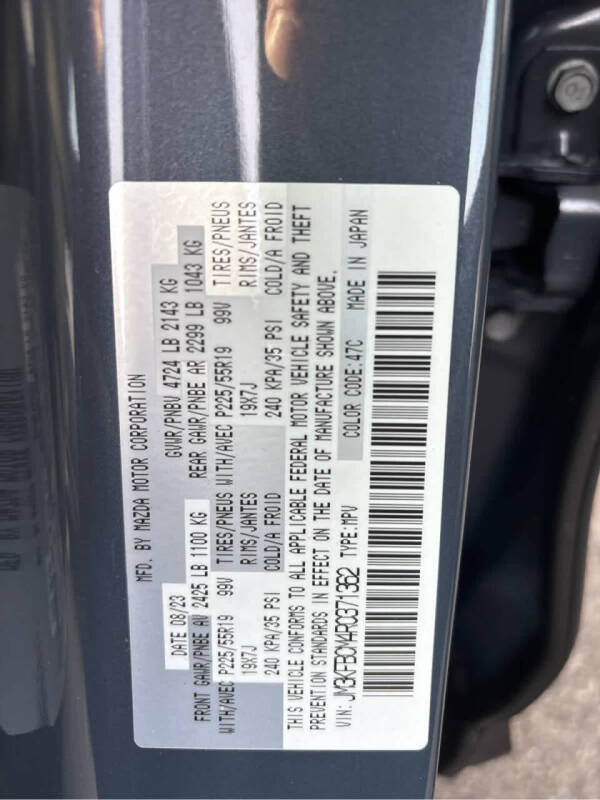 MFD. BY MAZDA MOTOR CORPORATION
DATE 08/23 GVWR/PNBV 4724 LB 2143 KG
FRONT GAWR/PNBE AV 2425 LB 1100 KG REAR GAWR/PNBE AR 2299 LB 1043 KG
WITH/AVEC P225/55R19 99V TIRES/PNEUS WITH/AVEC P225/55R19 99V TIRES/PNEUS
19X7J RIMS/JANTES 19X7J RIMS/JANTES
240 KPA/35 PSI COLD/A FROID 240 KPA/35 PSI COLD/A FROID
THIS VEHICLE CONFORMS TO ALL APPLICABLE FEDERAL MOTOR VEHICLE SAFETY AND THEFT
PREVENTION STANDARDS IN EFFECT ON THE DATE OF MANUFACTURE SHOWN ABOVE.
VIN: JM3KFBCM4R0371362 TYPE:MPV COLOR CODE:47C MADE IN JAPAN